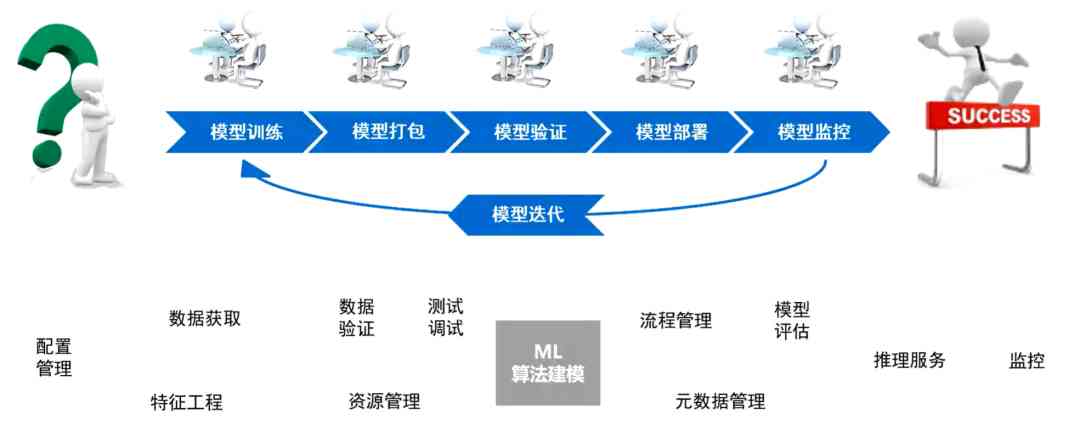 模型训练
模型打包
模型验证
模型部署
模型监控
SUCCESS
模型迭代
数据获取
数据
验证
测试
调试
流程管理
模型
评估
配置
管理
ML
算法建模
推理服务
监控
特征工程
资源管理
元数据管理